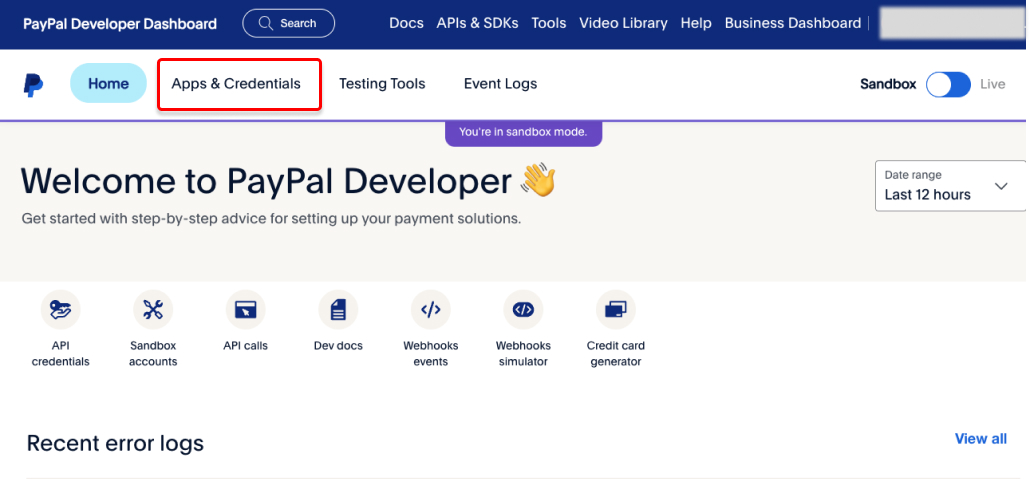 PayPal Developer Dashboard
Search
Docs APIs & SDKs Tools Video Library Help Business Dashboard
Home Apps & Credentials Testing Tools Event Logs Sandbox Live
You're in sandbox mode.
Welcome to PayPal Developer 👋
Get started with step-by-step advice for setting up your payment solutions.
Date range
Last 12 hours
API
credentials
Sandbox
accounts
API calls
Dev docs
Webhooks
events
Webhooks
simulator
Credit card
generator
Recent error logs
View all